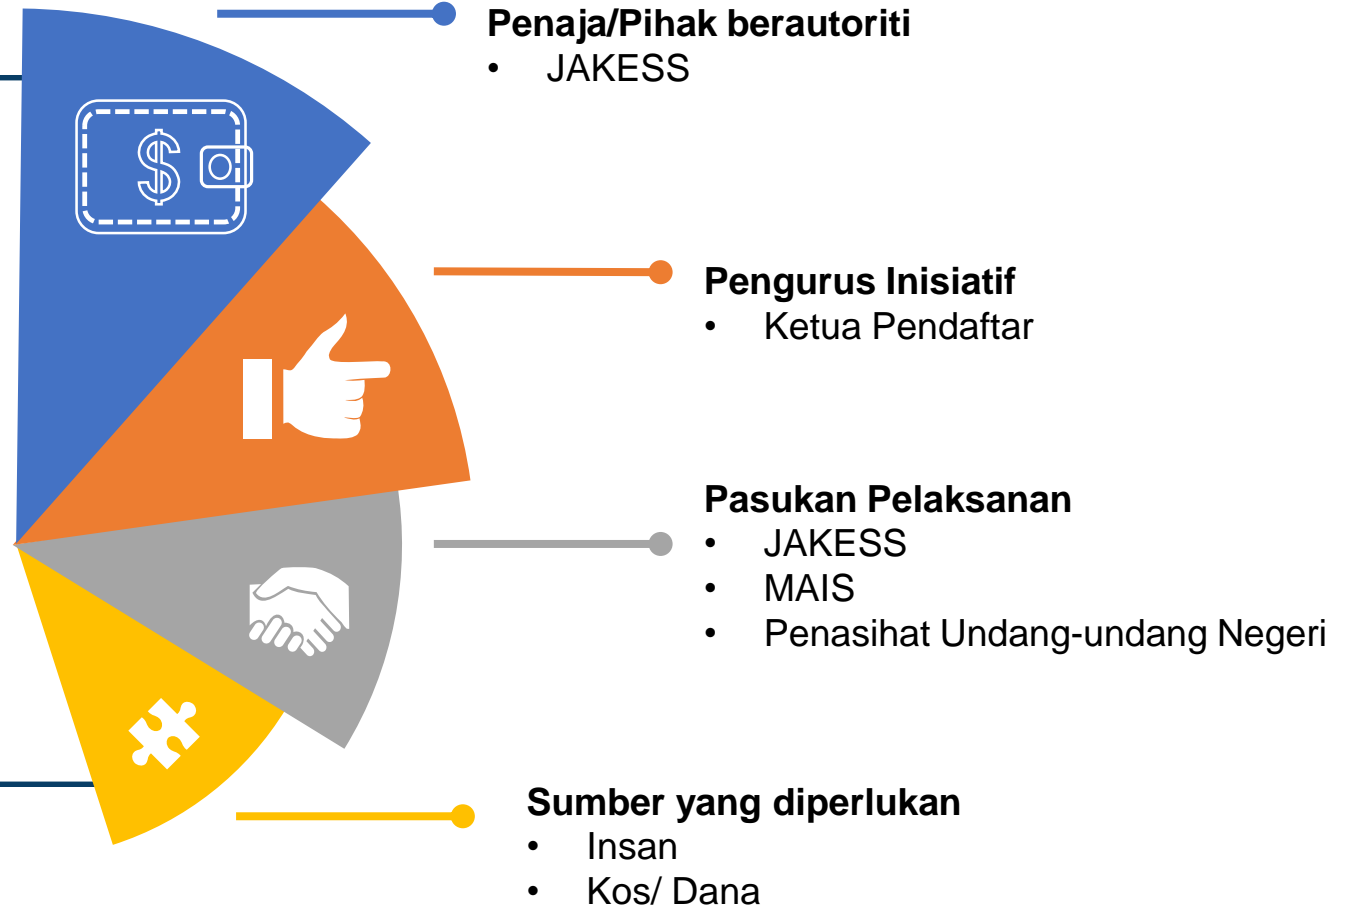 Penaja/Pihak berautoriti
• JAKESS
$
Pengurus Inisiatif
• Ketua Pendaftar
Pasukan Pelaksanan
• JAKESS
• MAIS
• Penasihat Undang-undang Negeri
Sumber yang diperlukan
• Insan
• Kos/ Dana